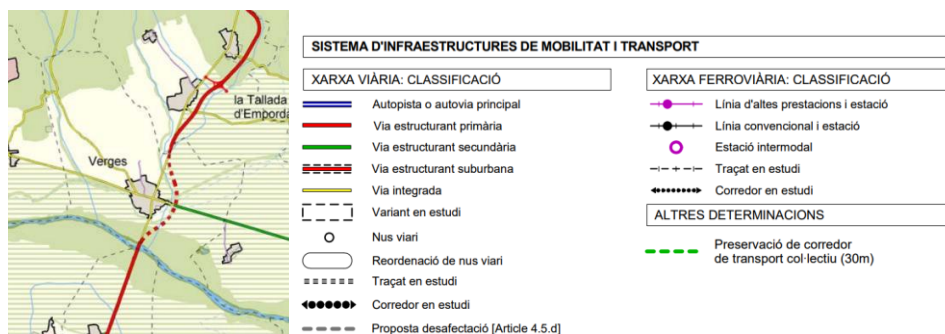 la Tallada
d'Empordà
Verges
SISTEMA D'INFRAESTRUCTURES DE MOBILITAT I TRANSPORT
XARXA VIÀRIA: CLASSIFICACIÓ
Autopista o autovia principal
Via estructurant primària
Via estructurant secundària
Via estructurant suburbana
Via integrada
Variant en estudi
Nus viari
Reordenació de nus viari
Traçat en estudi
Corredor en estudi
Proposta desafectació [Article 4.5.d]
XARXA FERROVIÀRIA: CLASSIFICACIÓ
Línia d'altes prestacions i estació
Línia convencional i estació
Estació intermodal
Traçat en estudi
Corredor en estudi
ALTRES DETERMINACIONS
Preservació de corredor
de transport col·lectiu (30m)